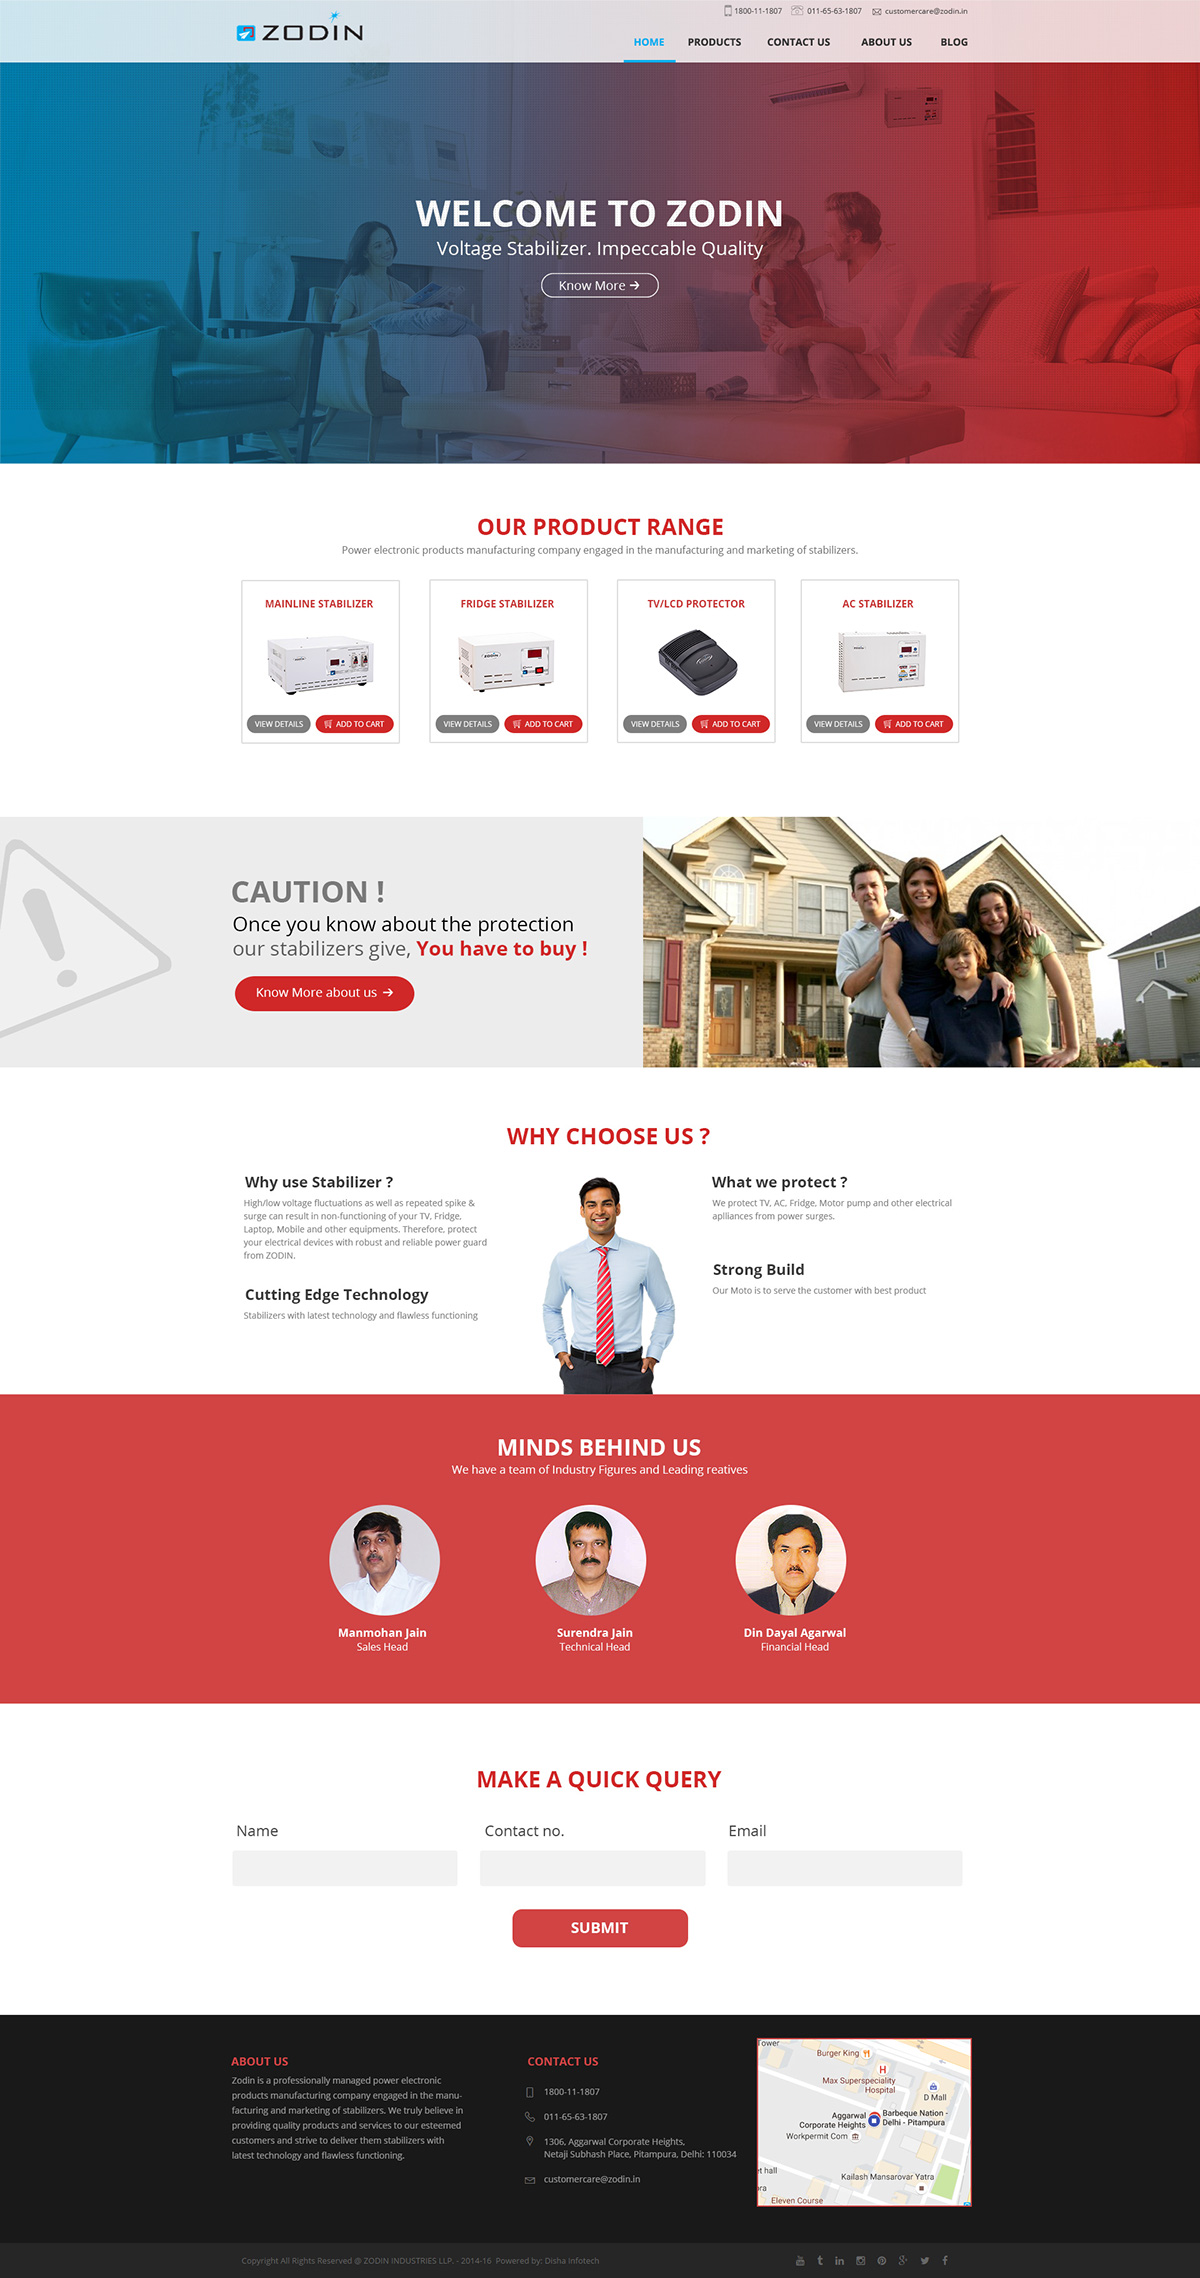 ZODIN
1800-11-1807 011-65-63-1807 customercare@zodin.in
HOME PRODUCTS CONTACT US ABOUT US BLOG
WELCOME TO ZODIN
Voltage Stabilizer. Impeccable Quality
Know More →
OUR PRODUCT RANGE
Power electronic products manufacturing company engaged in the manufacturing and marketing of stabilizers.
MAINLINE STABILIZER
ZODIN
VIEW DETAILS ADD TO CART
FRIDGE STABILIZER
ZODIN
VIEW DETAILS ADD TO CART
TV/LCD PROTECTOR
VIEW DETAILS ADD TO CART
AC STABILIZER
VIEW DETAILS ADD TO CART
CAUTION !
Once you know about the protection
our stabilizers give, You have to buy !
Know More about us →
WHY CHOOSE US ?
Why use Stabilizer ?
High/low voltage fluctuations as well as repeated spike &
surge can result in non-functioning of your TV, Fridge,
Laptop, Mobile and other equipments. Therefore, protect
your electrical devices with robust and reliable power guard
from ZODIN.
Cutting Edge Technology
Stabilizers with latest technology and flawless functioning
What we protect ?
We protect TV, AC, Fridge, Motor pump and other electrical
aplliances from power surges.
Strong Build
Our Moto is to serve the customer with best product
MINDS BEHIND US
We have a team of Industry Figures and Leading reatives
Manmohan Jain
Sales Head
Surendra Jain
Technical Head
Din Dayal Agarwal
Financial Head
MAKE A QUICK QUERY
Name
Contact no.
Email
SUBMIT
ABOUT US
Zodin is a professionally managed power electronic
products manufacturing company engaged in the manu-
facturing and marketing of stabilizers. We truly believe in
providing quality products and services to our esteemed
customers and strive to deliver them stabilizers with
latest technology and flawless functioning.
CONTACT US
1800-11-1807
011-65-63-1807
1306, Aggarwal Corporate Heights,
Netaji Subhash Place, Pitampura, Delhi: 110034
customercare@zodin.in
Tower
Burger King
H
Max Superspeciality
Hospital
D Mall
Aggarwal
Corporate Heights
Barbeque Nation -
Delhi - Pitampura
Workpermit Com
et hall
Kailash Mansarovar Yatra
ora
Eleven Course
Copyright All Rights Reserved @ ZODIN INDUSTRIES LLP. - 2014-16 Powered by: Disha Infotech